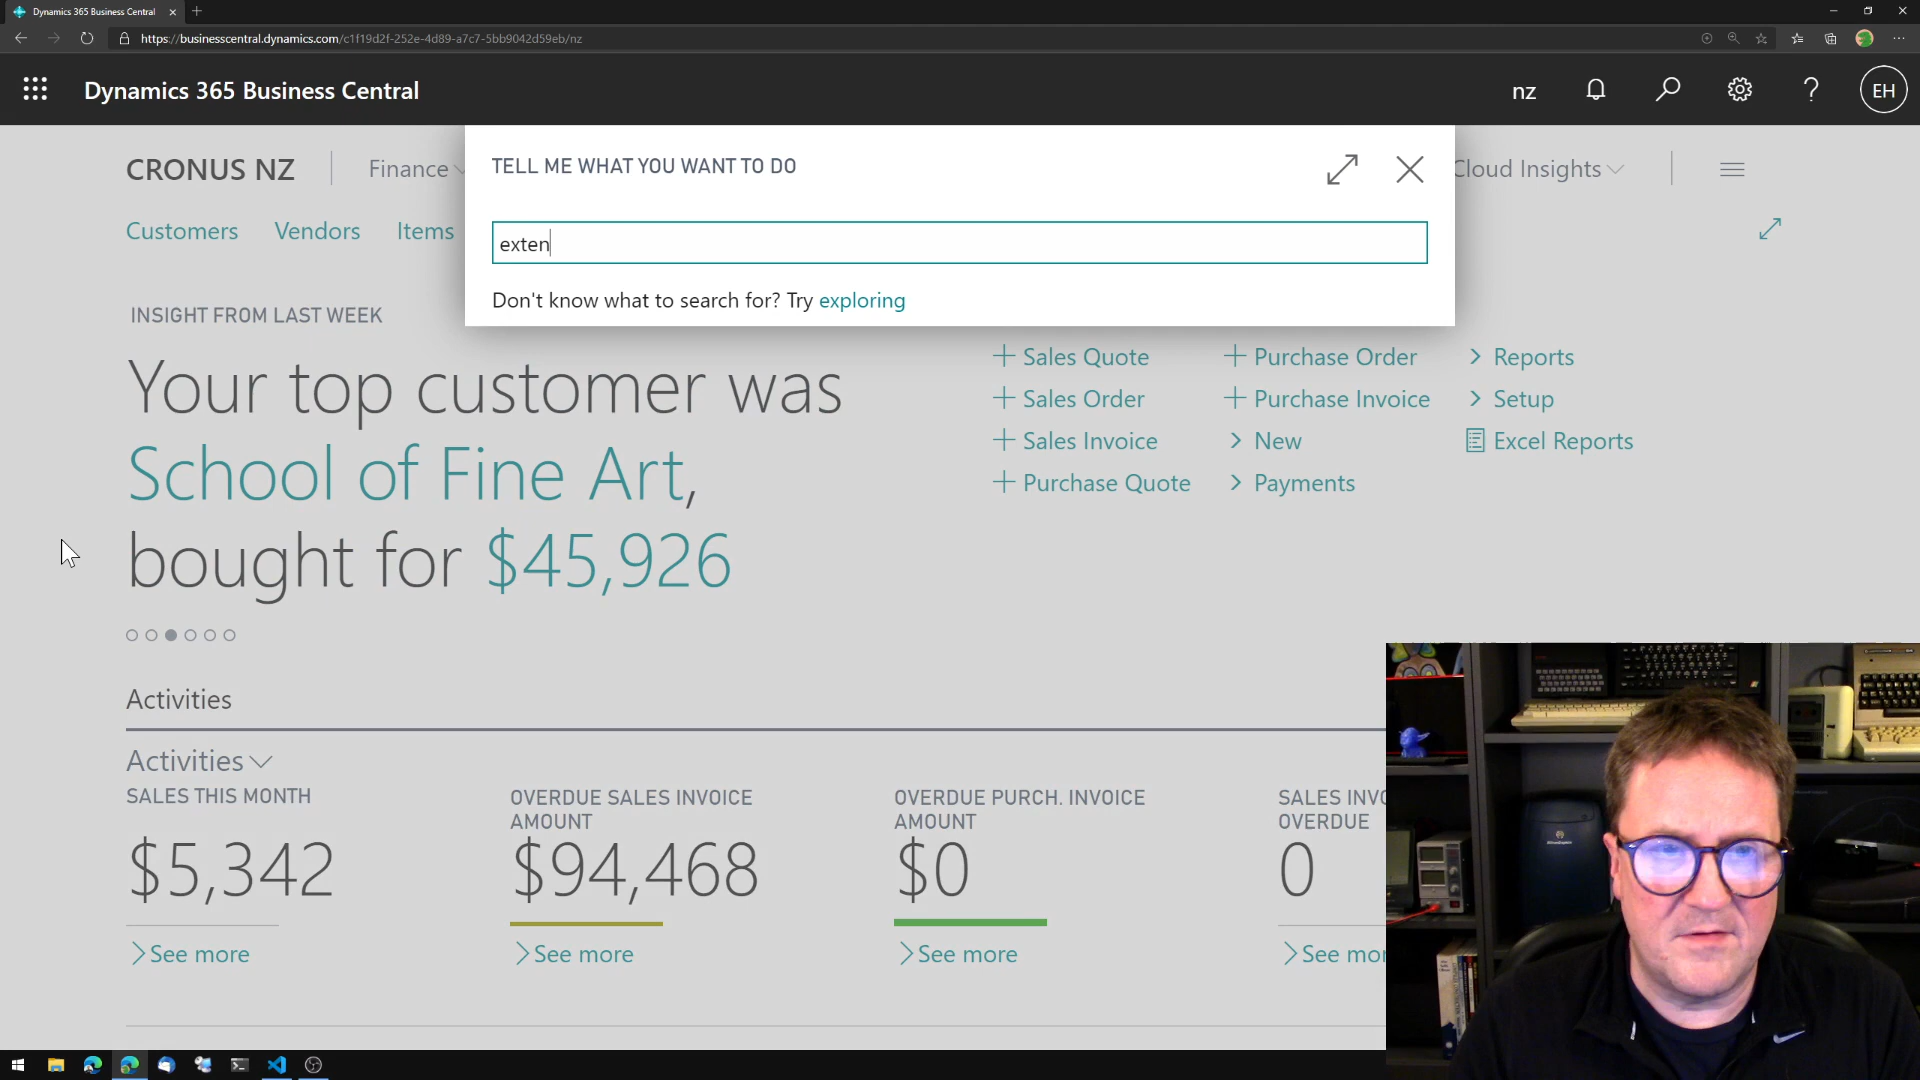 Dynamics 365 Business Central
https://businesscentral.dynamics.com/c1f19d2f-252e-4d89-a7c7-5bb9042d59eb/nz
Dynamics 365 Business Central
nz
EH
CRONUS NZ
Finance
Cloud Insights
TELL ME WHAT YOU WANT TO DO
exten
Don't know what to search for? Try exploring
Customers
Vendors
Items
INSIGHT FROM LAST WEEK
Your top customer was
School of Fine Art,
bought for $45,926
Sales Quote
Sales Order
Sales Invoice
Purchase Quote
Purchase Order
Purchase Invoice
New
Payments
Reports
Setup
Excel Reports
Activities
Activities
SALES THIS MONTH
$5,342
See more
OVERDUE SALES INVOICE
AMOUNT
$94,468
See more
OVERDUE PURCH. INVOICE
AMOUNT
$0
See more
SALES INVO
OVERDUE
0
See mor